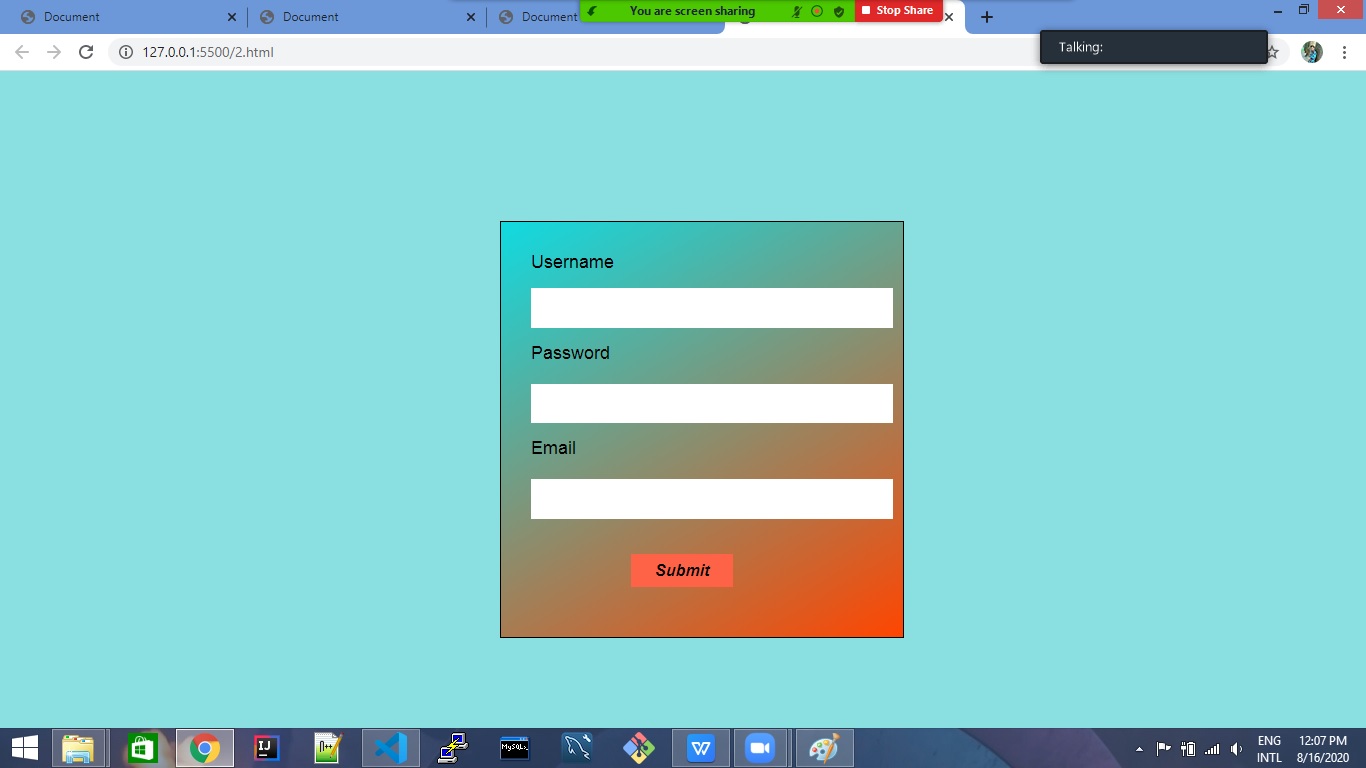 Document
Document
Document
You are screen sharing
Stop Share
127.0.0.1:5500/2.html
Talking:
Username
Password
Email
Submit
IJ
N++
MySQL
W
ENG
INTL
12:07 PM
8/16/2020